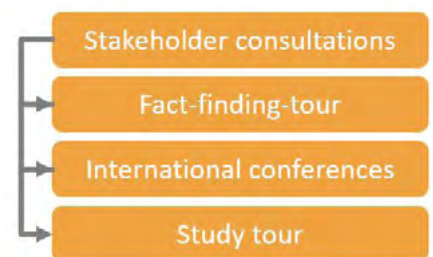 Stakeholder consultations
Fact-finding-tour
International conferences
Study tour